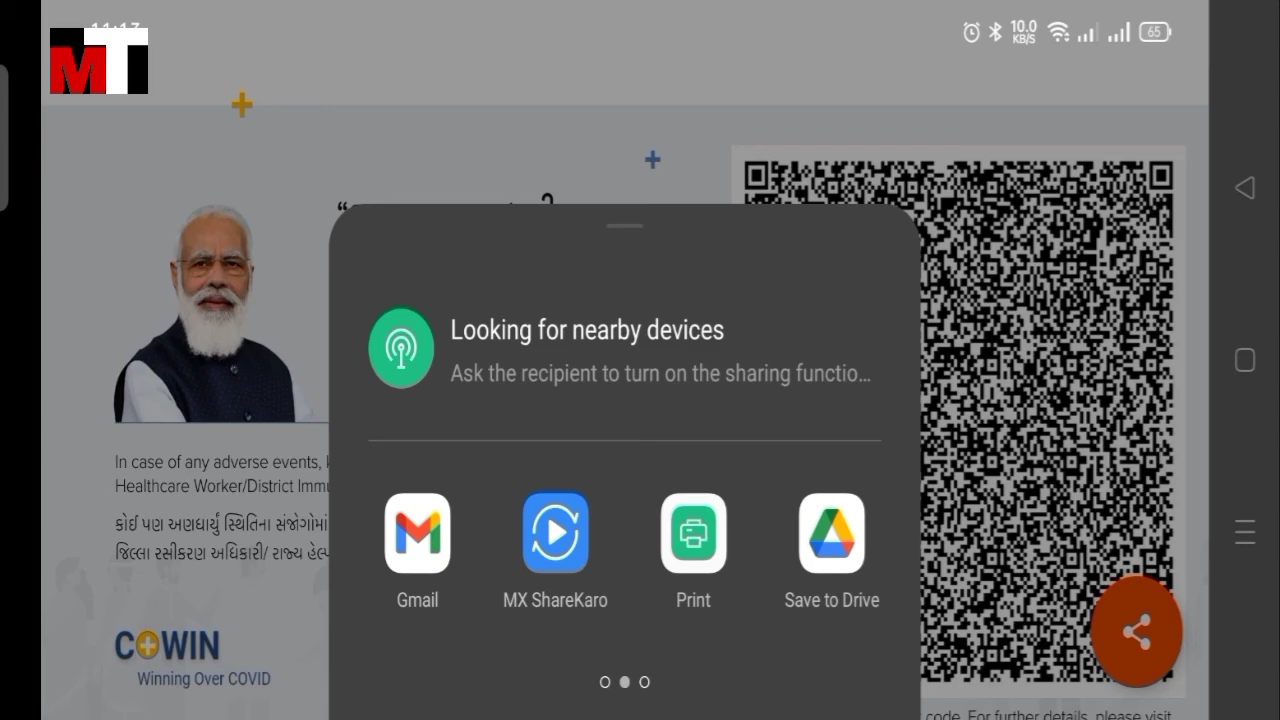 MT
10.0
KB/S
65
Looking for nearby devices
Ask the recipient to turn on the sharing functio...
In case of any adverse events,
Healthcare Worker/District Immu
કોઈ પણ અણધાર્યું સ્થિતિના સંજોગોમાં
જિલ્લા રસીકરણ અધિકારી/ રાજ્ય
Gmail
MX ShareKaro
Print
Save to Drive
COWIN
Winning Over COVID
code. For further details, please visit